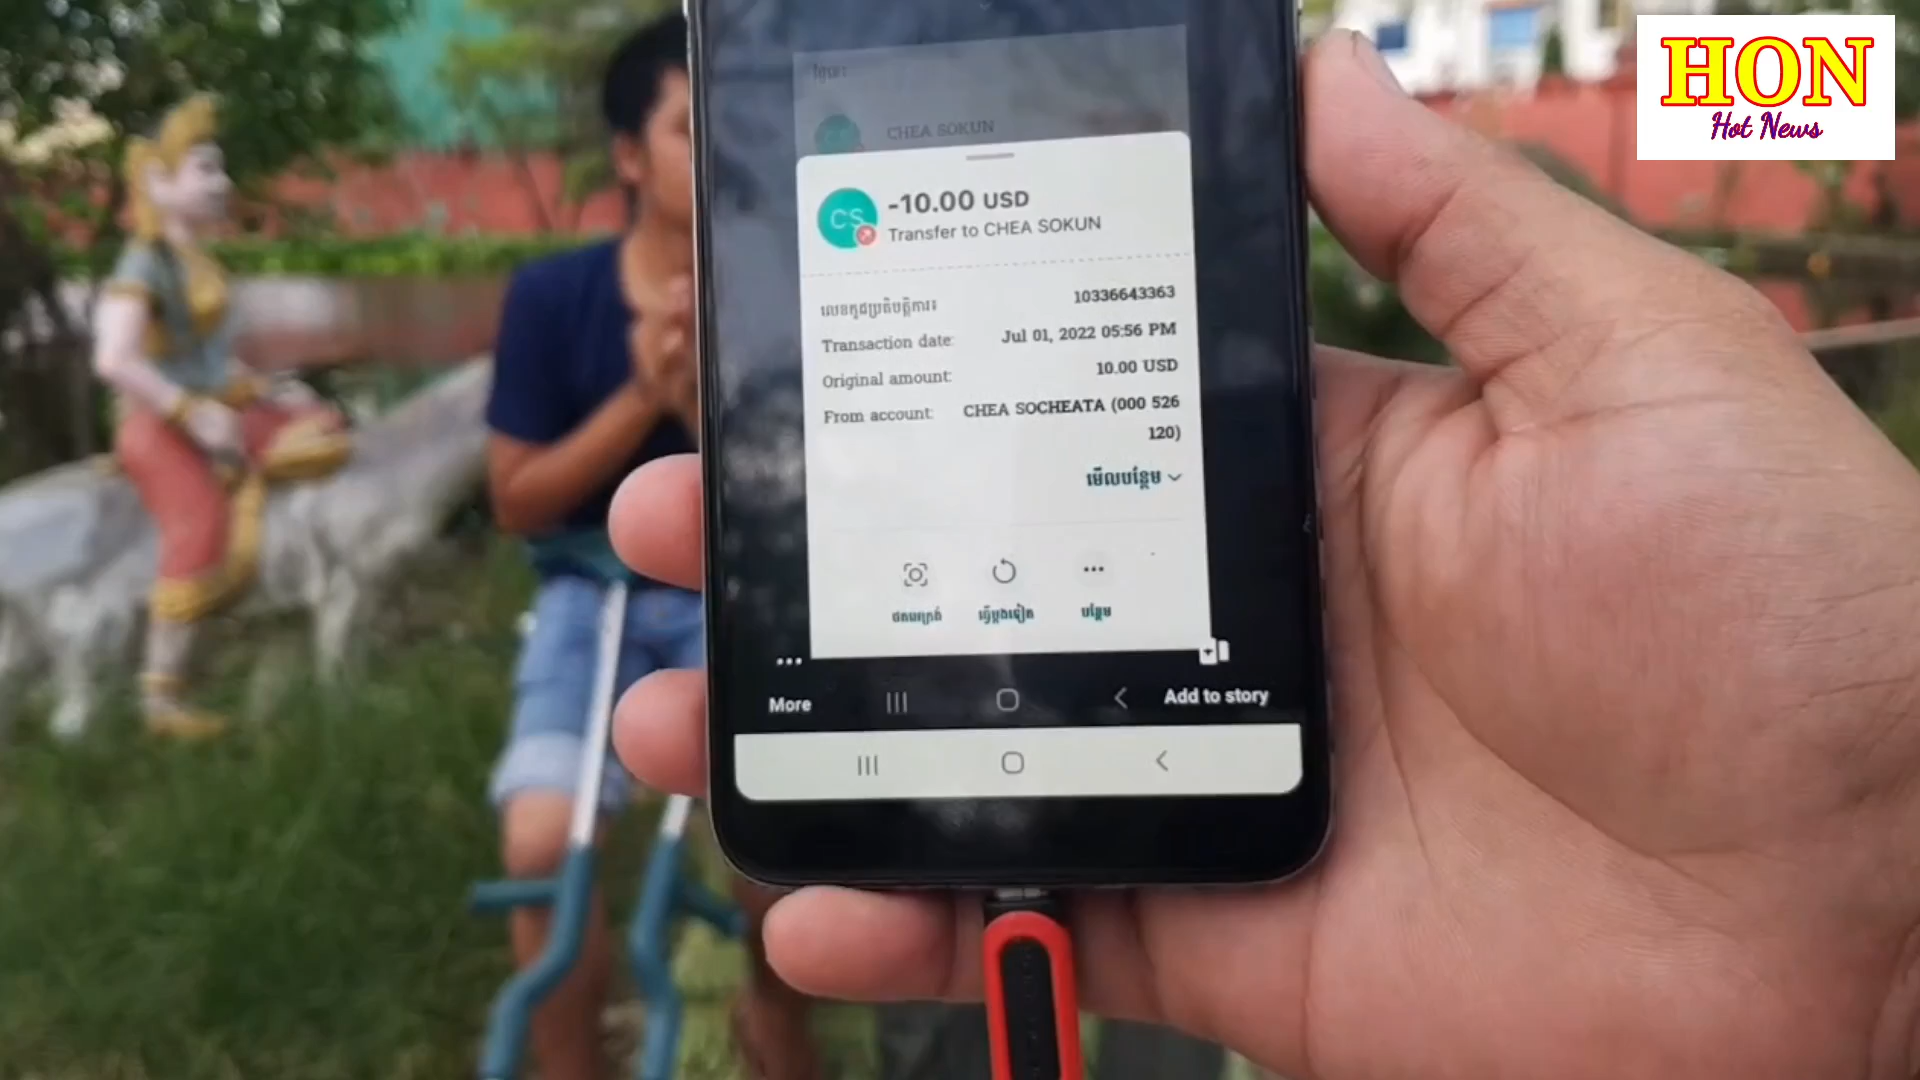 HON
Hot News
CHEA SOKUN
CS
-10.00 USD
Transfer to CHEA SOKUN
លេខកូដប្រតិបត្តិការ៖ 10336643363
Transaction date: Jul 01, 2022 05:56 PM
Original amount: 10.00 USD
From account: CHEA SOCHEATA (000 526
120)
មើលបន្ថែម
ថតអេក្រង់ ធ្វើម្តងទៀត បន្ថែម
More Add to story